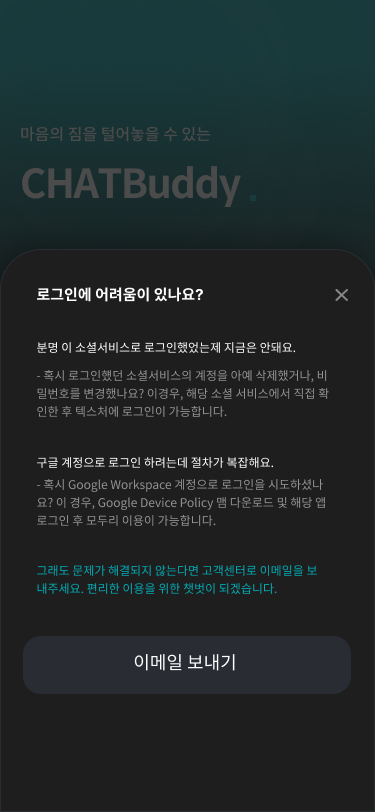 마음의 짐을 털어놓을 수 있는
CHATBuddy .
로그인에 어려움이 있나요?
분명 이 소셜서비스로 로그인했었는제 지금은 안돼요.
- 혹시 로그인했던 소셜서비스의 계정을 아예 삭제했거나, 비
밀번호를 변경했나요? 이경우, 해당 소셜 서비스에서 직접 확
인한 후 텍스처에 로그인이 가능합니다.
구글 계정으로 로그인 하려는데 절차가 복잡해요.
- 혹시 Google Workspace 계정으로 로그인을 시도하셨나
요? 이 경우, Google Device Policy 맵 다운로드 및 해당 앱
로그인 후 모두리 이용이 가능합니다.
그래도 문제가 해결되지 않는다면 고객센터로 이메일을 보
내주세요. 편리한 이용을 위한 챗벗이 되겠습니다.
이메일 보내기